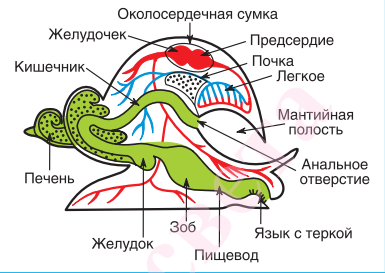 Околосердечная сумка
Желудочек
Предсердие
Кишечник
Почка
Легкое
Мантийная
полость
Анальное
отверстие
Печень
Язык с теркой
Зоб
Желудок
Пищевод